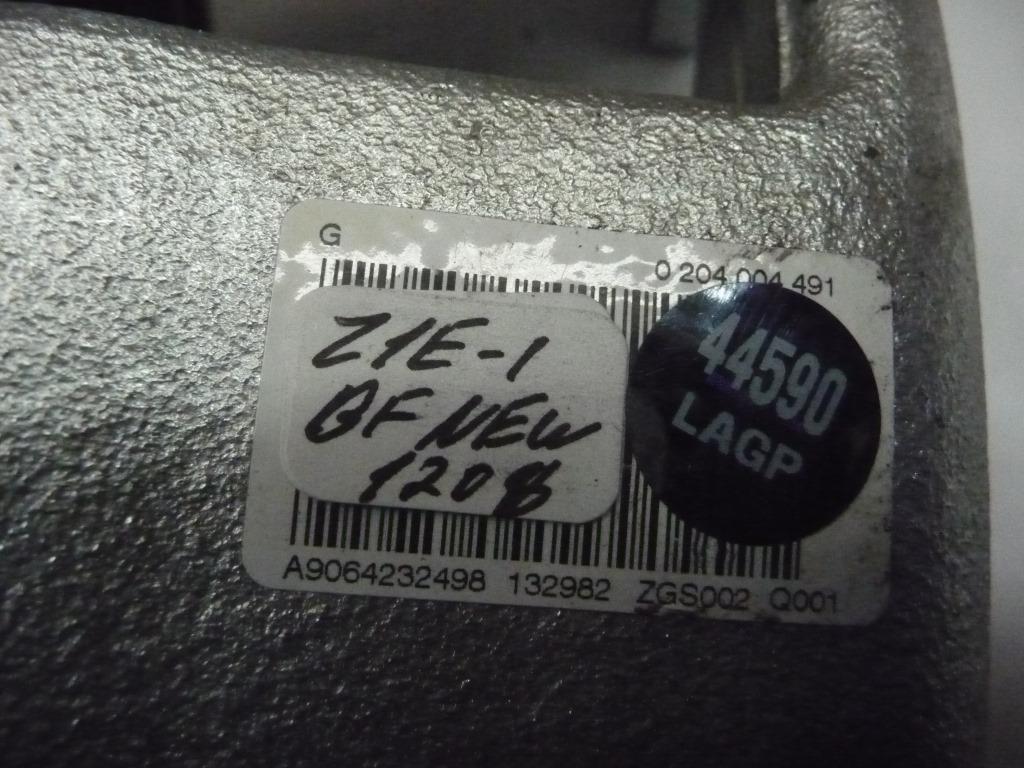 G
0 204 004 491
Z1E-1
BF NEW
1208
44590
LAGP
A9064232498 132982 ZGS002 Q001